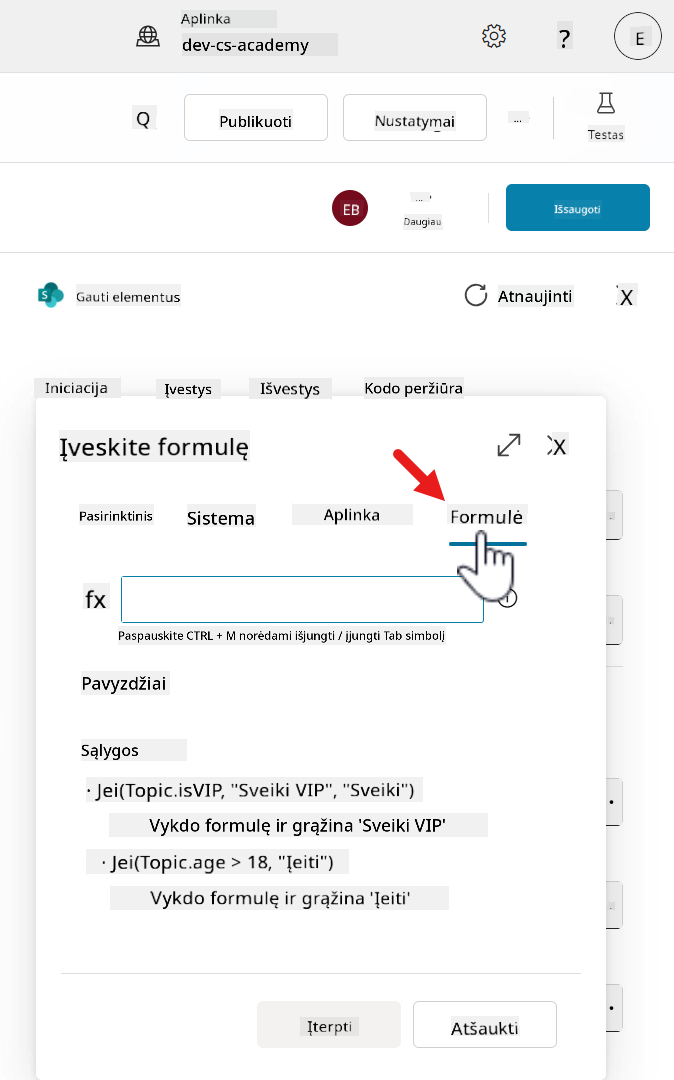 Aplinka
dev-cs-academy
?
E
Q
Publikuoti
Nustatymai
...
Testas
EB
...
Daugiau
Išsaugoti
S
Gauti elementus
Atnaujinti
X
Iniciacija
Įvestys
Išvestys
Kodo peržiūra
Įveskite formulę
X
Pasirinktinis
Sistema
Aplinka
Formulė
fx
Paspauskite CTRL + M norėdami išjungti / įjungti Tab simbolį
Pavyzdžiai
Sąlygos
· Jei(Topic.isVIP, "Sveiki VIP", "Sveiki")
Vykdo formulę ir grąžina 'Sveiki VIP'
· Jei(Topic.age > 18, "Įeiti")
Vykdo formulę ir grąžina 'Įeiti'
Įterpti
Atšaukti